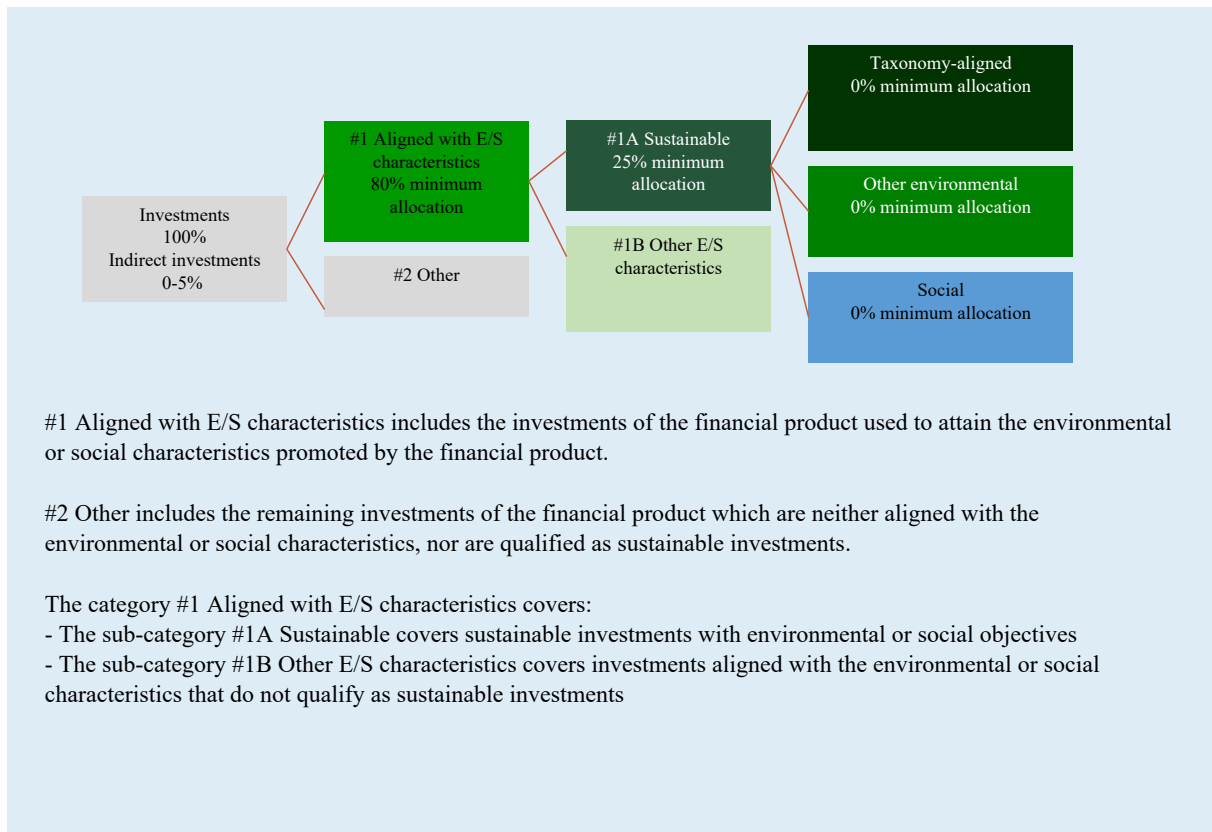 Investments
100%
Indirect investments
0-5%
#1 Aligned with E/S
characteristics
80% minimum
allocation
#2 Other
#1A Sustainable
25% minimum
allocation
#1B Other E/S
characteristics
Taxonomy-aligned
0% minimum allocation
Other environmental
0% minimum allocation
Social
0% minimum allocation
#1 Aligned with E/S characteristics includes the investments of the financial product used to attain the environmental
or social characteristics promoted by the financial product.
#2 Other includes the remaining investments of the financial product which are neither aligned with the
environmental or social characteristics, nor are qualified as sustainable investments.
The category #1 Aligned with E/S characteristics covers:
- The sub-category #1A Sustainable covers sustainable investments with environmental or social objectives
- The sub-category #1B Other E/S characteristics covers investments aligned with the environmental or social
characteristics that do not qualify as sustainable investments